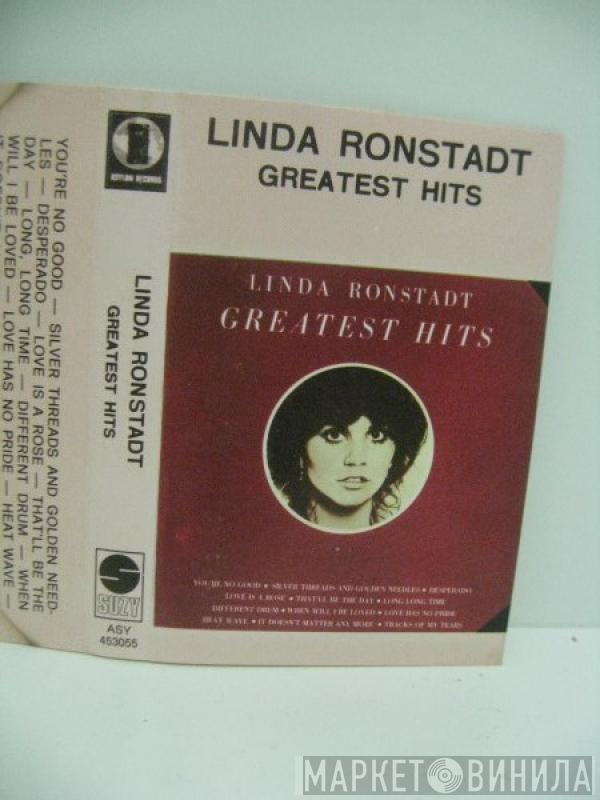 LINDA RONSTADT
GREATEST HITS
LINDA RONSTADT
GREATEST HITS
YOU'RE NO GOOD • SILVER THREADS AND GOLDEN NEEDLES • DESPERADO
LOVE IS A ROSE • THAT'LL BE THE DAY • LONG LONG TIME
DIFFERENT DRUM • WHEN WILL I BE LOVED • LOVE HAS NO PRIDE
HEAT WAVE • IT DOESN'T MATTER ANY MORE • TRACKS OF MY TEARS
ASYLUM RECORDS
LINDA RONSTADT
GREATEST HITS
SUZY
ASY
453055
YOU'RE NO GOOD — SILVER THREADS AND GOLDEN NEED-
LES — DESPERADO — LOVE IS A ROSE — THAT'LL BE THE
DAY — LONG, LONG TIME — DIFFERENT DRUM — WHEN
WILL I BE LOVED — LOVE HAS NO PRIDE — HEAT WAVE —
МАРКЕТ ВИНИЛА